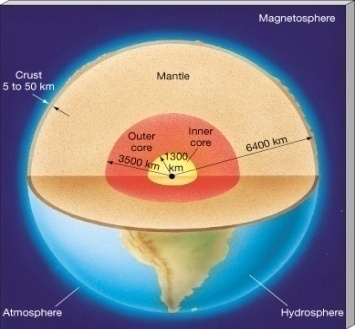 Magnetosphere
Crust
5 to 50 km
Mantle
Outer
core
Inner
core
3500 km
1300
km
6400 km
Atmosphere
Hydrosphere